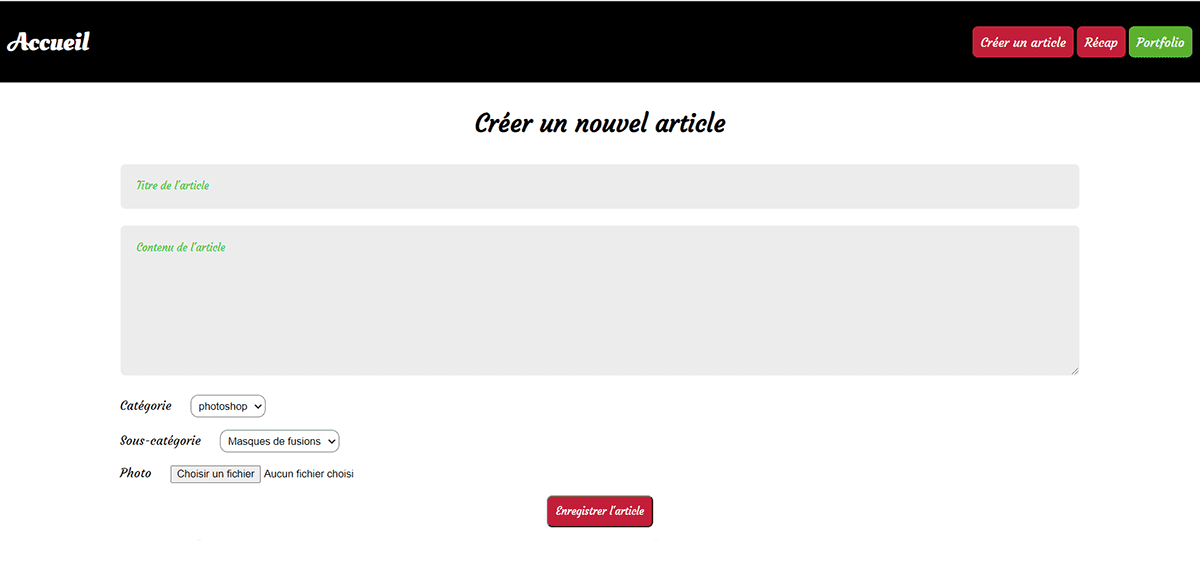 Accueil
Créer un article Récap Portfolio
Créer un nouvel article
Titre de l'article
Contenu de l'article
Catégorie photoshop
Sous-catégorie Masques de fusions
Photo Choisir un fichier Aucun fichier choisi
Enregistrer l'article